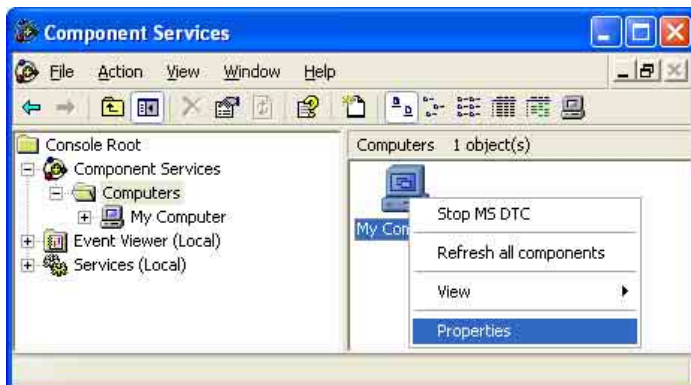 Component Services
File Action View Window Help
Console Root
Component Services
Computers
My Computer
Event Viewer (Local)
Services (Local)
Computers 1 object(s)
My Com
Stop MS DTC
Refresh all components
View
Properties